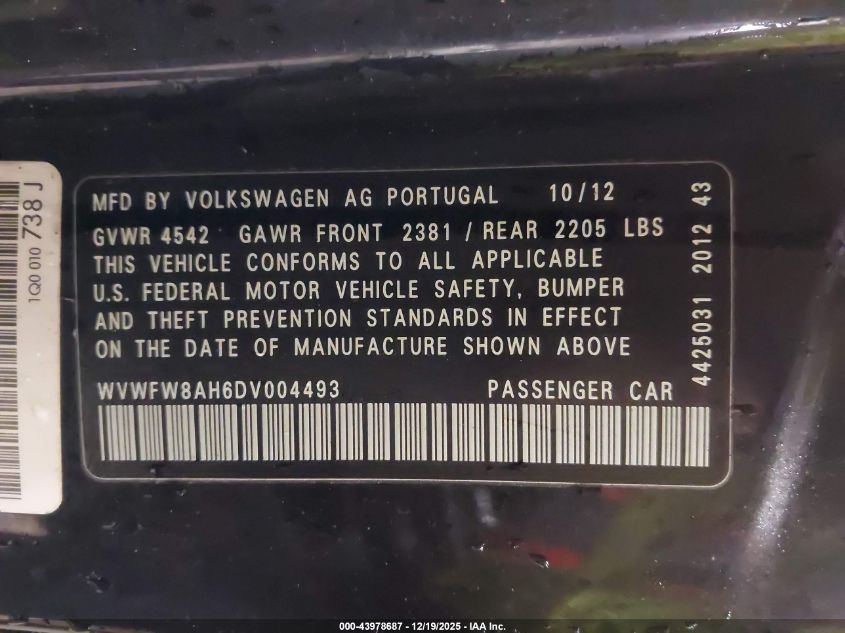 MFD BY VOLKSWAGEN AG PORTUGAL 10/12
GVWR 4542 GAWR FRONT 2381 / REAR 2205 LBS
THIS VEHICLE CONFORMS TO ALL APPLICABLE
U.S. FEDERAL MOTOR VEHICLE SAFETY, BUMPER
AND THEFT PREVENTION STANDARDS IN EFFECT
ON THE DATE OF MANUFACTURE SHOWN ABOVE
WVWFW8AH6DV004493 PASSENGER CAR
4425031 2012 43
1Q0 010 738 J
000-43978687 - 12/19/2025 - IAA Inc.